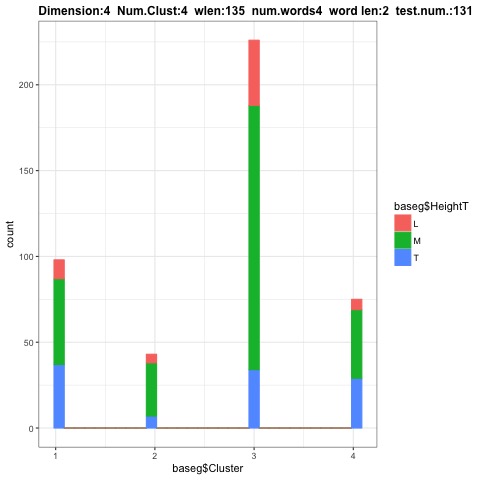 Dimension:4 Num.Clust:4 wlen:135 num.words4 word len:2 test.num.:131
200
150
100
50
0
count
1 2 3 4
baseg$Cluster
baseg$HeightT
L
M
T